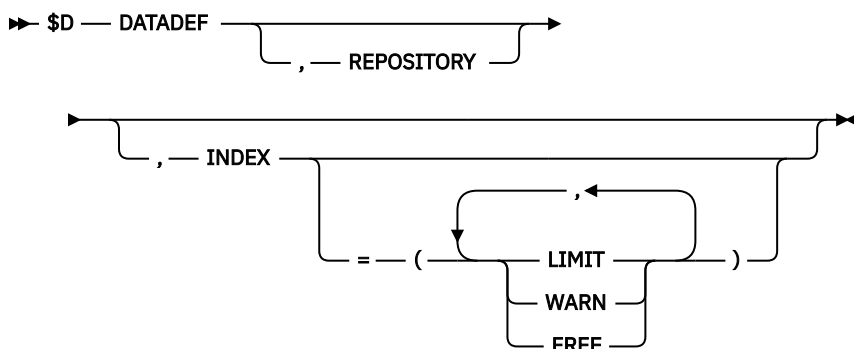 $D DATADEF
, REPOSITORY
, INDEX
,
= ( LIMIT )
WARN
FREE